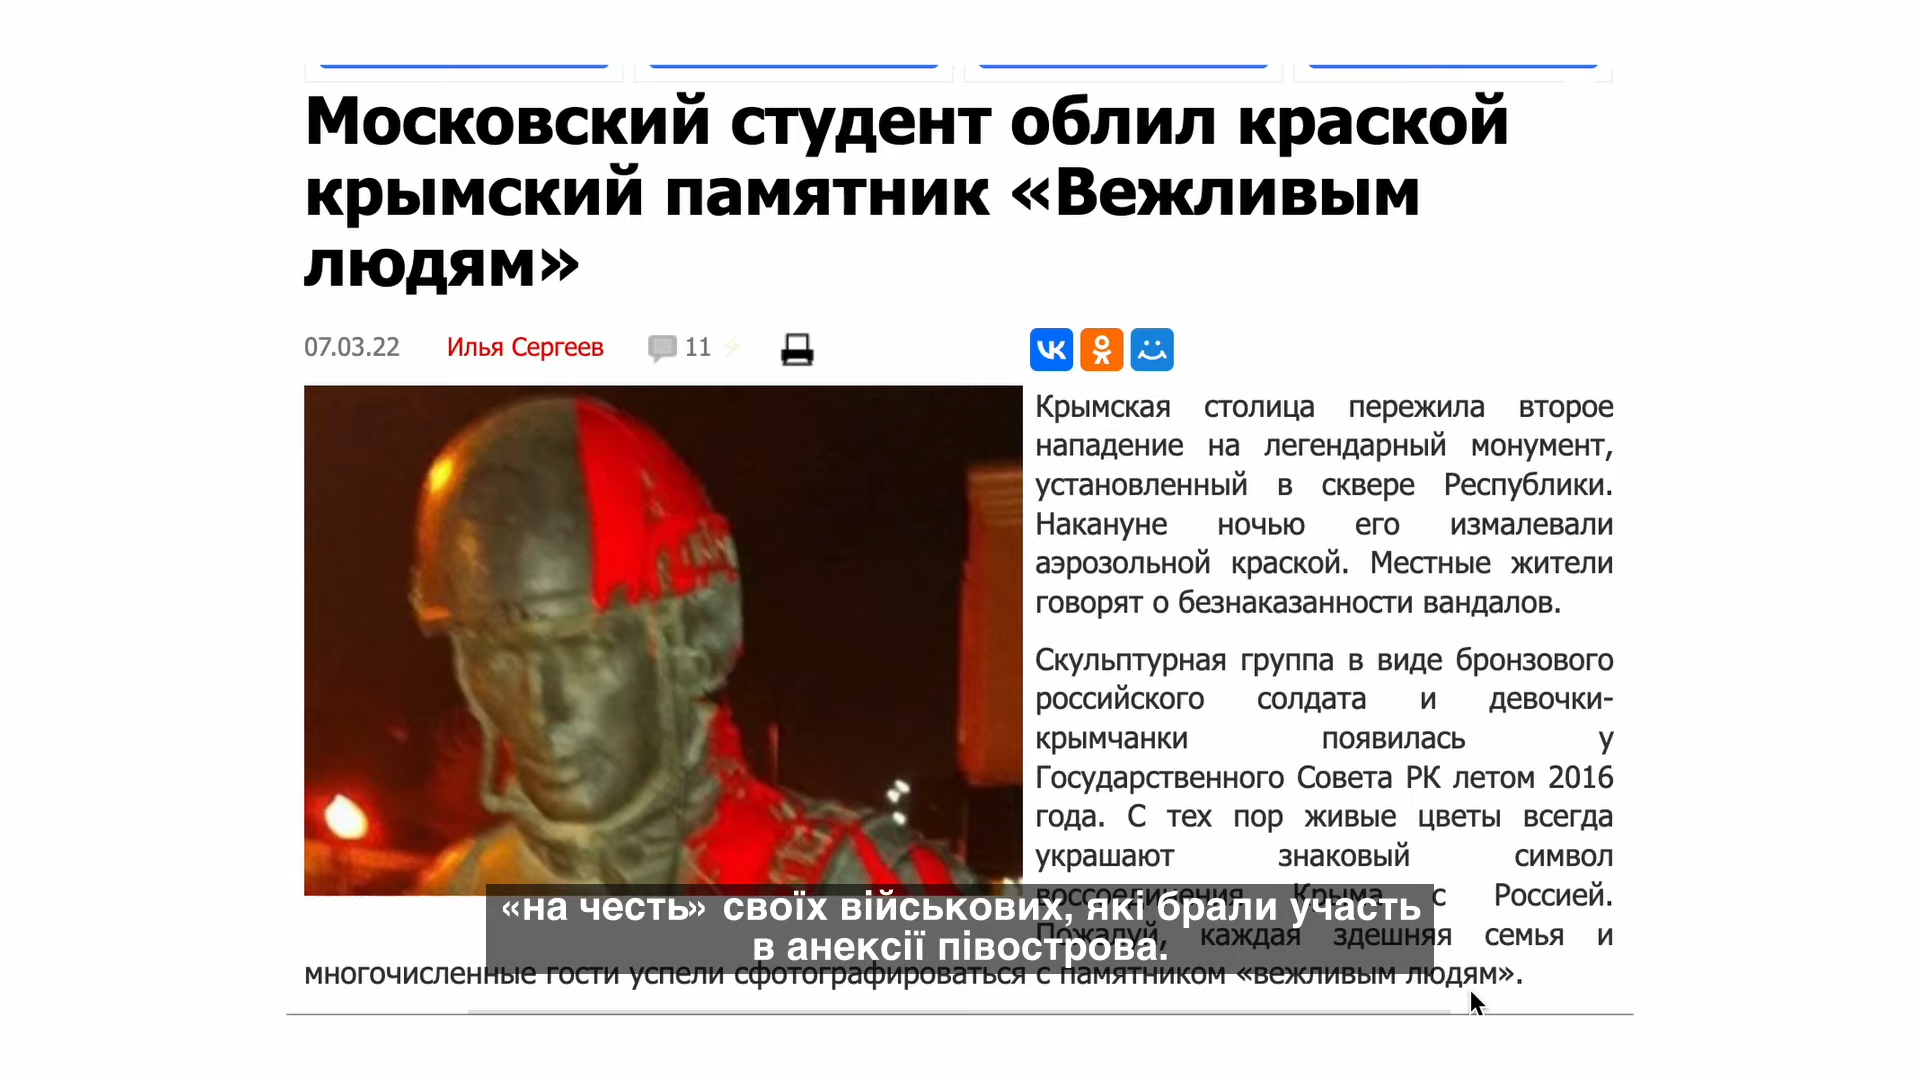 Московский студент облил краской
крымский памятник «Вежливым
людям»
07.03.22 Илья Сергеев 11
Крымская столица пережила второе
нападение на легендарный монумент,
установленный в сквере Республики.
Накануне ночью его измалевали
аэрозольной краской. Местные жители
говорят о безнаказанности вандалов.
Скульптурная группа в виде бронзового
российского солдата и девочки-
крымчанки появилась у
Государственного Совета РК летом 2016
года. С тех пор живые цветы всегда
украшают знаковый символ
воссоединения Крыма с Россией.
Пожалуй, каждая здешняя семья и
многочисленные гости успели сфотографироваться с памятником «вежливым людям».
«на честь» своїх військових, які брали участь
в анексії півострова.